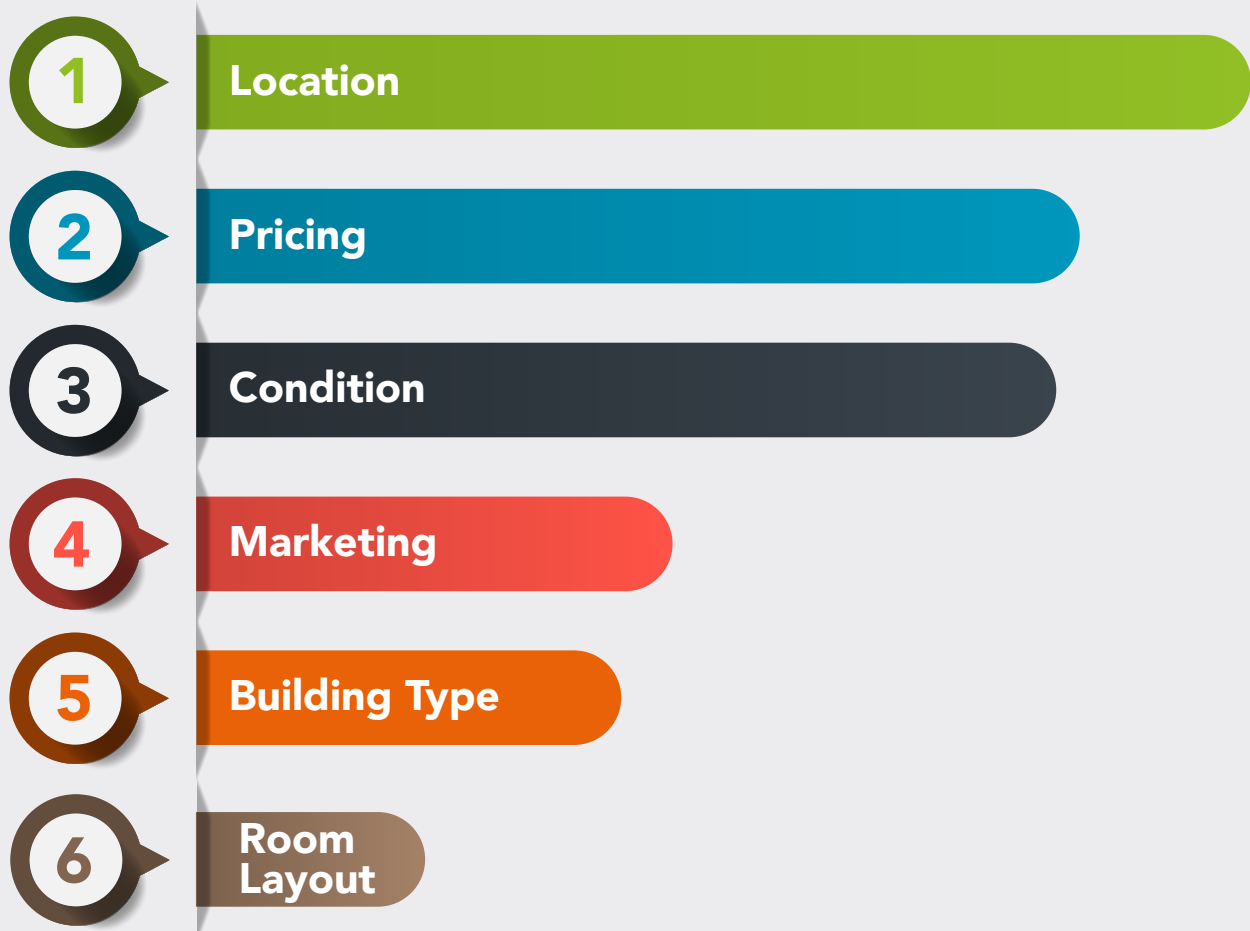 1
Location
2
Pricing
3
Condition
4
Marketing
5
Building Type
6
Room
Layout